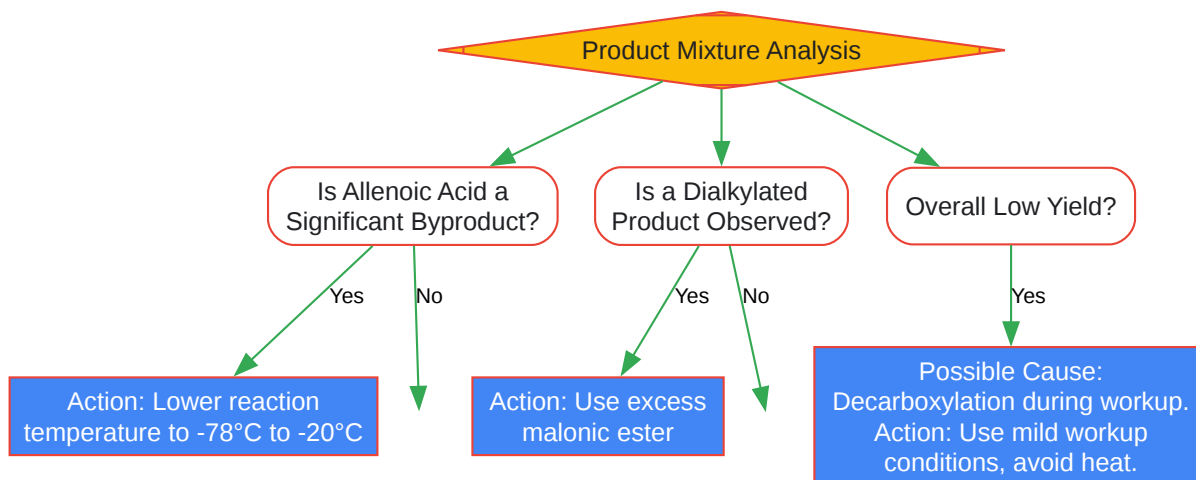 Product Mixture Analysis
Is Allenoic Acid a
Significant Byproduct?
Is a Dialkylated
Product Observed?
Overall Low Yield?
Yes
No
Yes
No
Yes
Action: Lower reaction
temperature to -78°C to -20°C
Action: Use excess
malonic ester
Possible Cause:
Decarboxylation during workup.
Action: Use mild workup
conditions, avoid heat.